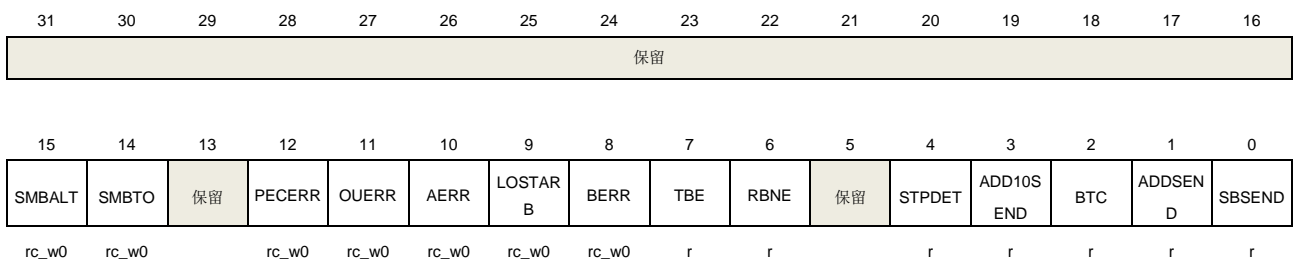 31 30 29 28 27 26 25 24 23 22 21 20 19 18 17 16
保留
15 14 13 12 11 10 9 8 7 6 5 4 3 2 1 0
SMBALT SMBTO 保留 PECERR OUERR AERR LOSTAR B BERR TBE RBNE 保留 STPDET ADD10S END BTC ADDSEN D SBSEND
rc_w0 rc_w0 rc_w0 rc_w0 rc_w0 rc_w0 rc_w0 r r r r r r r